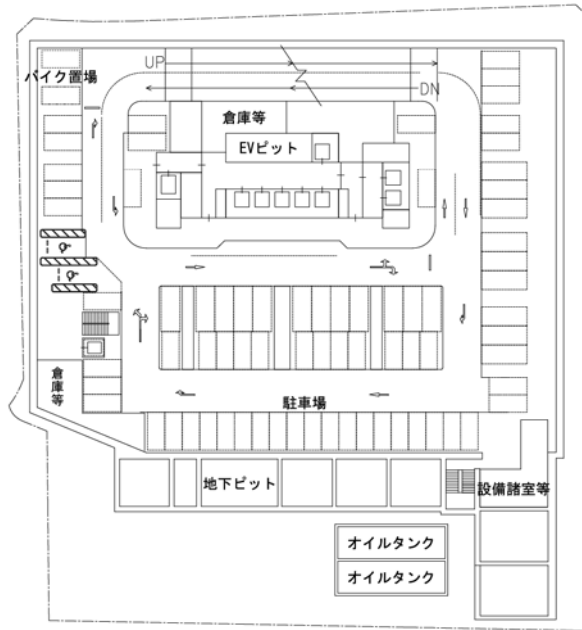 UP
バイク置場
DN
倉庫等
EVピット
倉庫等
駐車場
地下ピット
設備諸室等
オイルタンク
オイルタンク